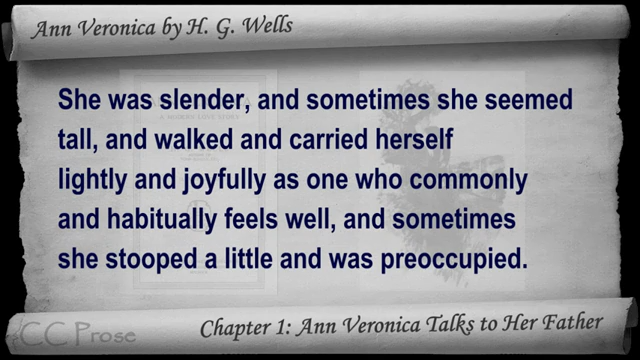 Ann Veronica by H. G. Wells
She was slender, and sometimes she seemed
tall, and walked and carried herself
lightly and joyfully as one who commonly
and habitually feels well, and sometimes
she stooped a little and was preoccupied.
CC Prose
Chapter 1: Ann Veronica Talks to Her Father